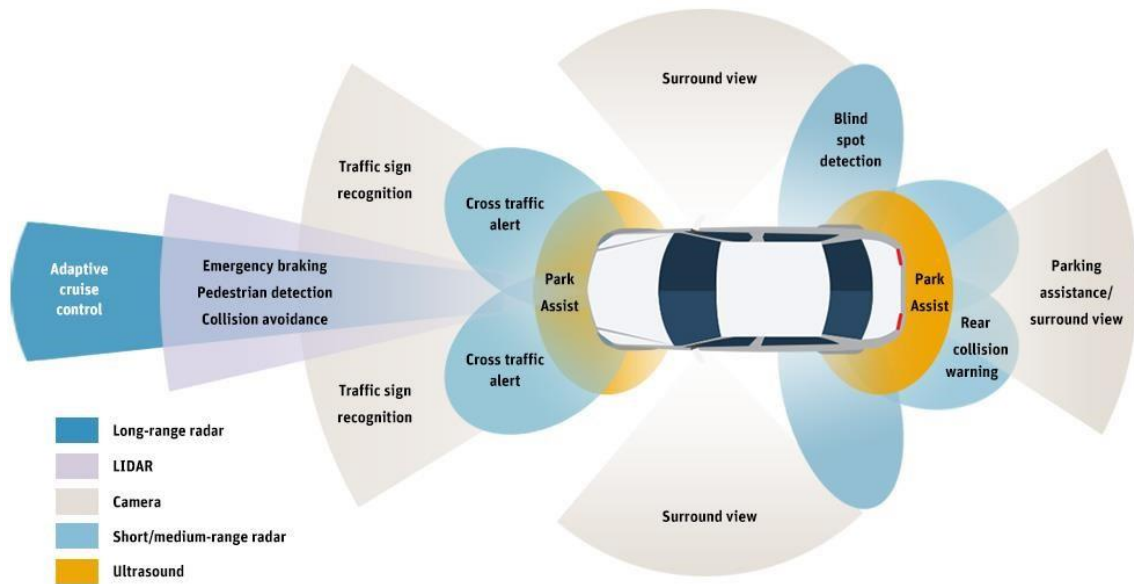 Surround view
Blind
spot
detection
Traffic sign
recognition
Cross traffic
alert
Adaptive
cruise
control
Emergency braking
Pedestrian detection
Collision avoidance
Park
Assist
Park
Assist
Parking
assistance/
surround view
Rear
collision
warning
Cross traffic
alert
Traffic sign
recognition
Surround view
Long-range radar
LIDAR
Camera
Short/medium-range radar
Ultrasound